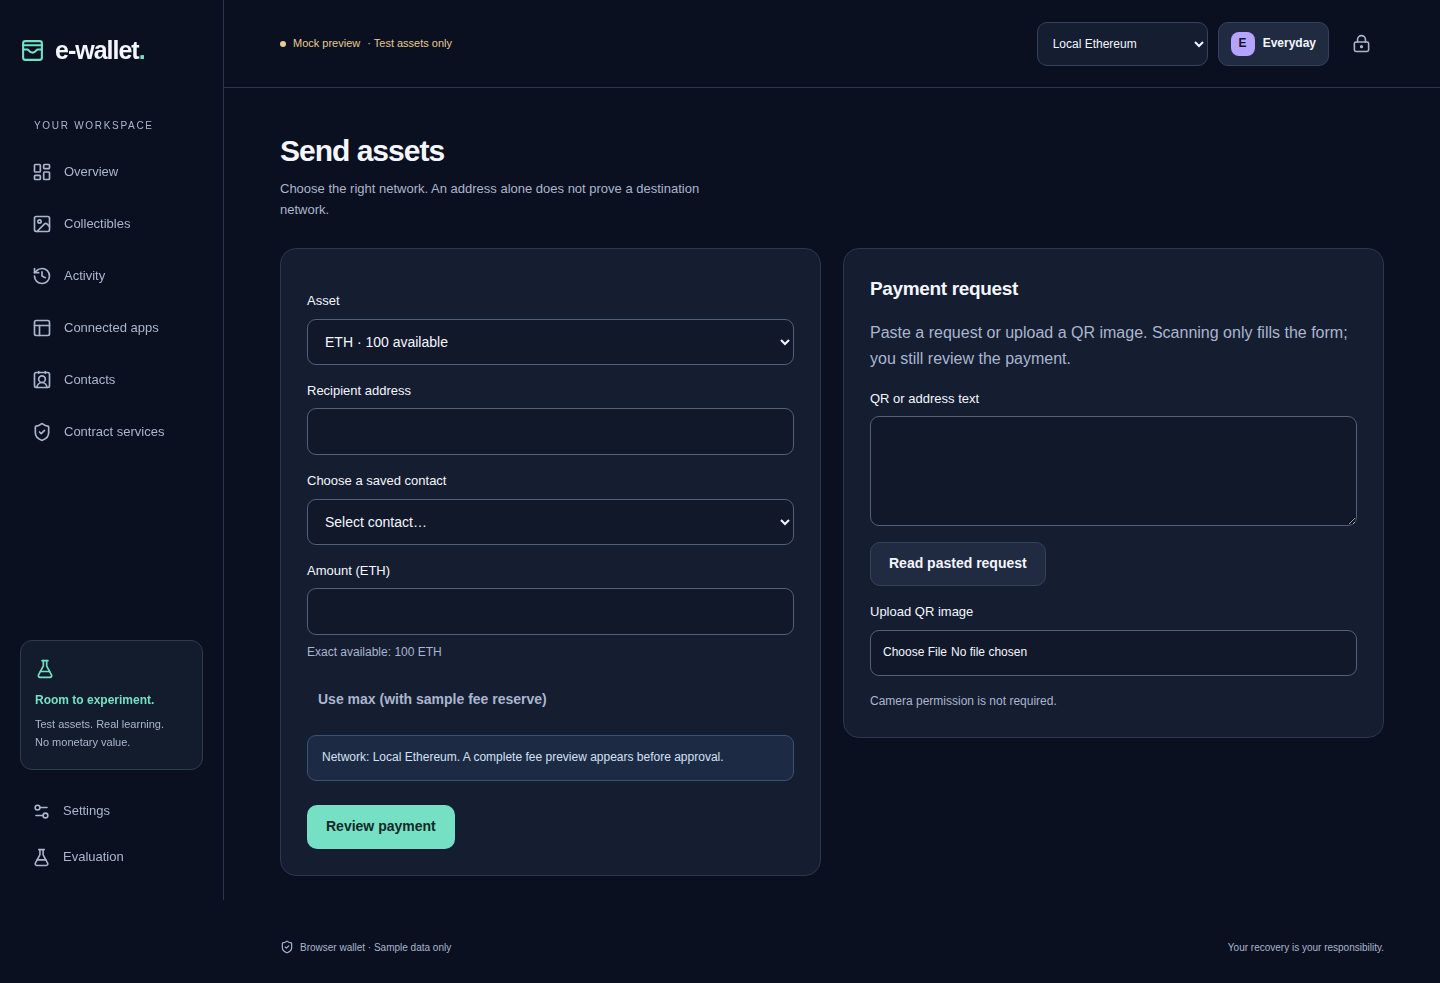 e-wallet.
YOUR WORKSPACE
Overview
Collectibles
Activity
Connected apps
Contacts
Contract services
Room to experiment.
Test assets. Real learning.
No monetary value.
Settings
Evaluation
Mock preview · Test assets only
Local Ethereum
E Everyday
Send assets
Choose the right network. An address alone does not prove a destination
network.
Asset
ETH · 100 available
Recipient address
Choose a saved contact
Select contact…
Amount (ETH)
Exact available: 100 ETH
Use max (with sample fee reserve)
Network: Local Ethereum. A complete fee preview appears before approval.
Review payment
Payment request
Paste a request or upload a QR image. Scanning only fills the form;
you still review the payment.
QR or address text
Read pasted request
Upload QR image
Choose File No file chosen
Camera permission is not required.
Browser wallet · Sample data only
Your recovery is your responsibility.